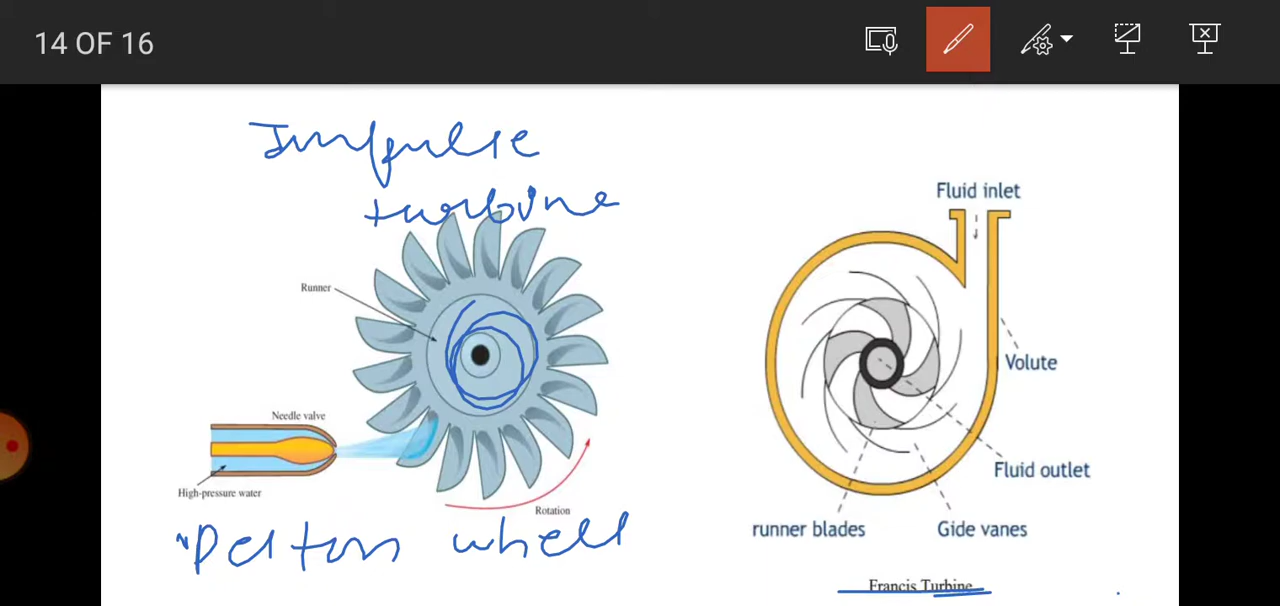 14 OF 16
Impulse
turbine
Runner
Needle valve
High-pressure water
Rotation
Pelton wheel
Fluid inlet
Volute
Fluid outlet
runner blades
Gide vanes
Francis Turbine